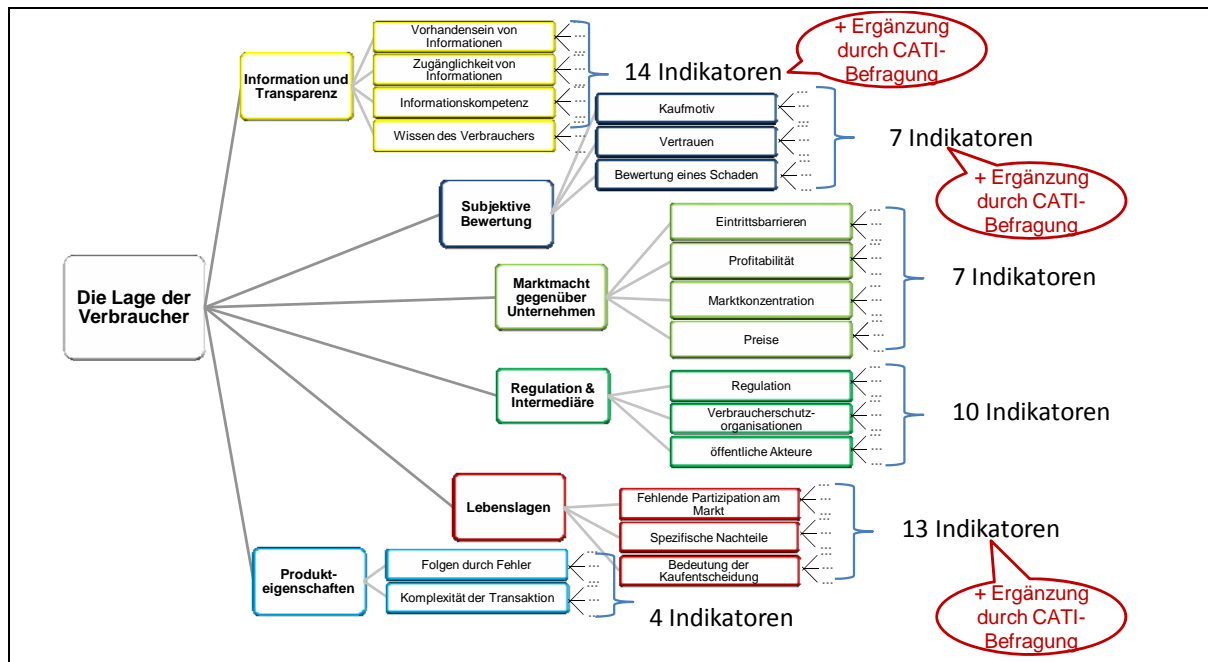 Die Lage der
Verbraucher
Information und
Transparenz
Vorhandensein von
Informationen
Zugänglichkeit von
Informationen
Informationskompetenz
Wissen des Verbrauchers
...
...
...
...
...
...
...
...
...
14 Indikatoren
+ Ergänzung
durch CATI-
Befragung
Subjektive
Bewertung
Kaufmotiv
Vertrauen
Bewertung eines Schaden
...
...
...
...
...
...
...
7 Indikatoren
+ Ergänzung
durch CATI-
Befragung
Marktmacht
gegenüber
Unternehmen
Eintrittsbarrieren
Profitabilität
Marktkonzentration
Preise
...
...
...
...
...
...
...
...
...
7 Indikatoren
Regulation &
Intermediäre
Regulation
Verbraucherschutz-
organisationen
öffentliche Akteure
...
...
...
...
...
...
...
10 Indikatoren
Lebenslagen
Fehlende Partizipation am
Markt
Spezifische Nachteile
Bedeutung der
Kaufentscheidung
...
...
...
...
...
...
...
13 Indikatoren
+ Ergänzung
durch CATI-
Befragung
Produkt-
eigenschaften
Folgen durch Fehler
Komplexität der Transaktion
...
...
...
...
...
4 Indikatoren